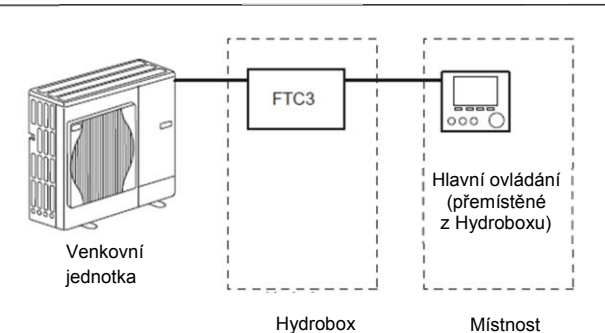 FTC3
Hlavní ovládání
(přemístěné
z Hydroboxu)
Venkovní
jednotka
Hydrobox
Místnost